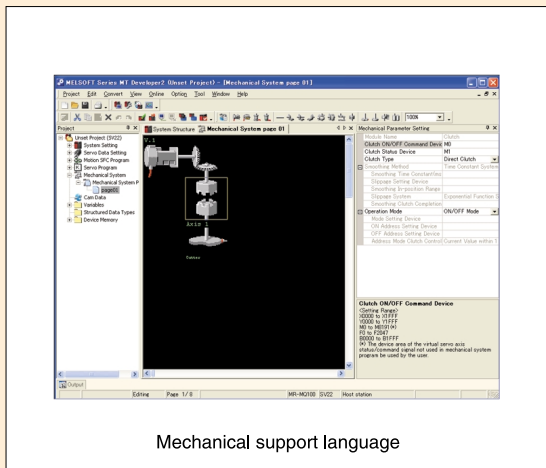 MELSOFT Series MT Developer2 (Unset Project) - [Mechanical System page 01]
Project Edit Convert View Online Option Tool Window Help
100%
Project
Unset Project (SV22)
System Setting
Servo Data Setting
Motion SFC Program
Servo Program
Mechanical System
Mechanical System P
page01
Cam Data
Variables
Structured Data Types
Device Memory
System Structure
Mechanical System page 01
V.1
Axis 1
Mechanical Parameter Setting
Module Name Clutch
Clutch ON/OFF Command Devic M0
Clutch Status Device M1
Clutch Type Direct Clutch
Smoothing Method Time Constant System
Smoothing Time Constant
Slippage Setting Device
Smoothing In-position Range
Slippage System Exponential Function S
Smoothing Clutch Completion
Operation Mode ON/OFF Mode
Mode Setting Device
ON Address Setting Device
OFF Address Setting Device
Address Mode Clutch Control Current Value within 1
Clutch ON/OFF Command Device
<Setting Range>
X0000 to X1FFF
Y0000 to Y1FFF
M0 to M8191(*)
F0 to F2047
B0000 to B1FFF
(*) The device area of the virtual servo axis
status/command signal not used in mechanical system
program be used by the user.
Output
Editing Page 1/ 8 MR-MQ100 SV22 Host station
Mechanical support language